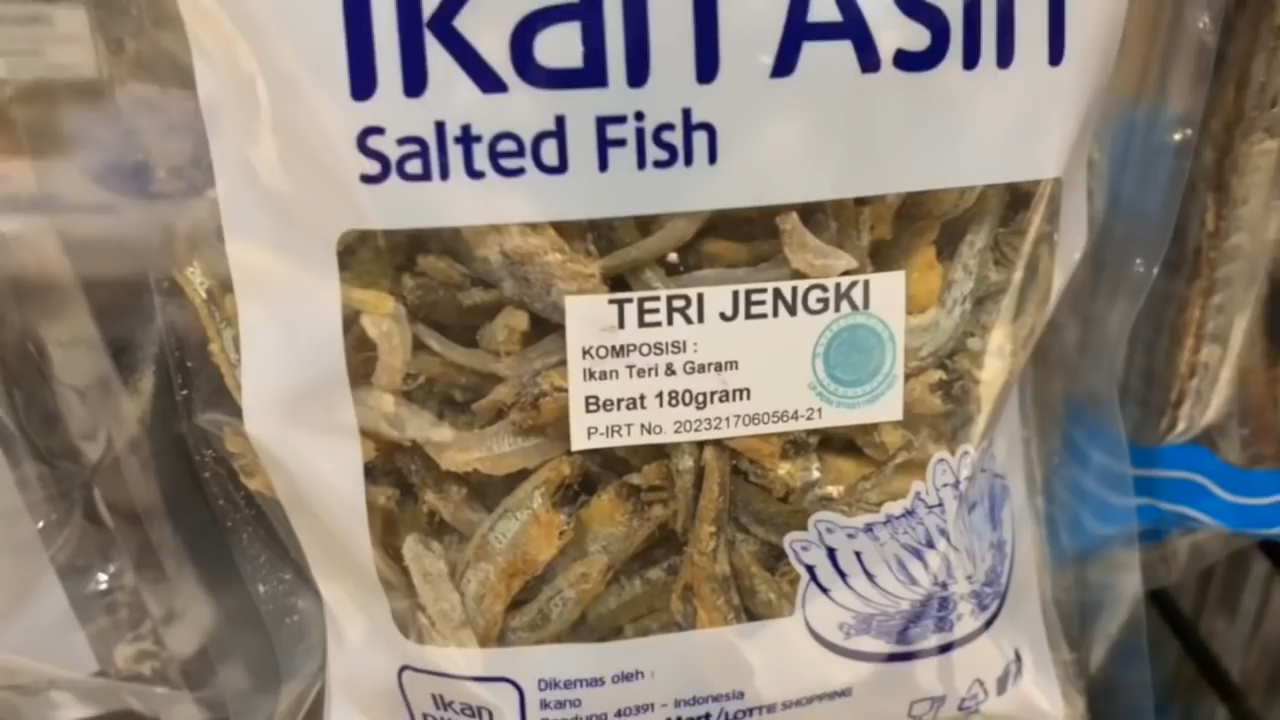 Ikan Asin
Salted Fish
TERI JENGKI
KOMPOSISI :
Ikan Teri & Garam
Berat 180gram
P-IRT No. 2023217060564-21
Ikan
Dikemas oleh :
Ikano
Bandung 40391 - Indonesia
Mart/LOTTE SHOPPING